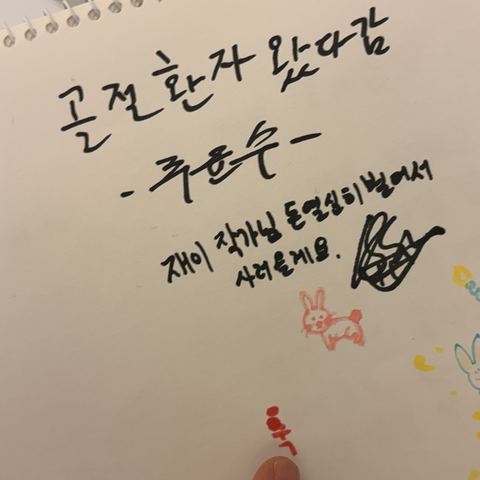 골절환자 왔다감
- 류윤수 -
재이 작가님 돈 열심히 벌어서
사러올게요.